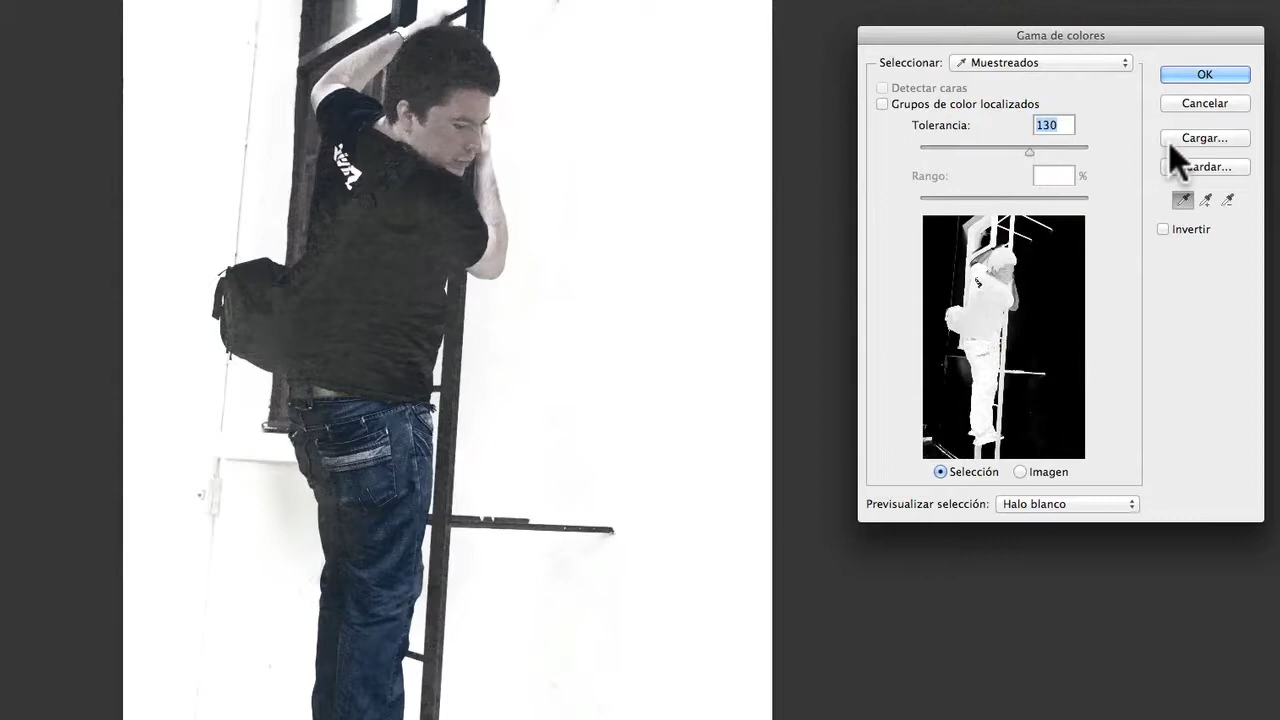 Gama de colores
Seleccionar: Muestreados
OK
Detectar caras
Cancelar
Grupos de color localizados
Tolerancia: 130
Cargar...
Rango: %
Invertir
Selección Imagen
Previsualizar selección: Halo blanco